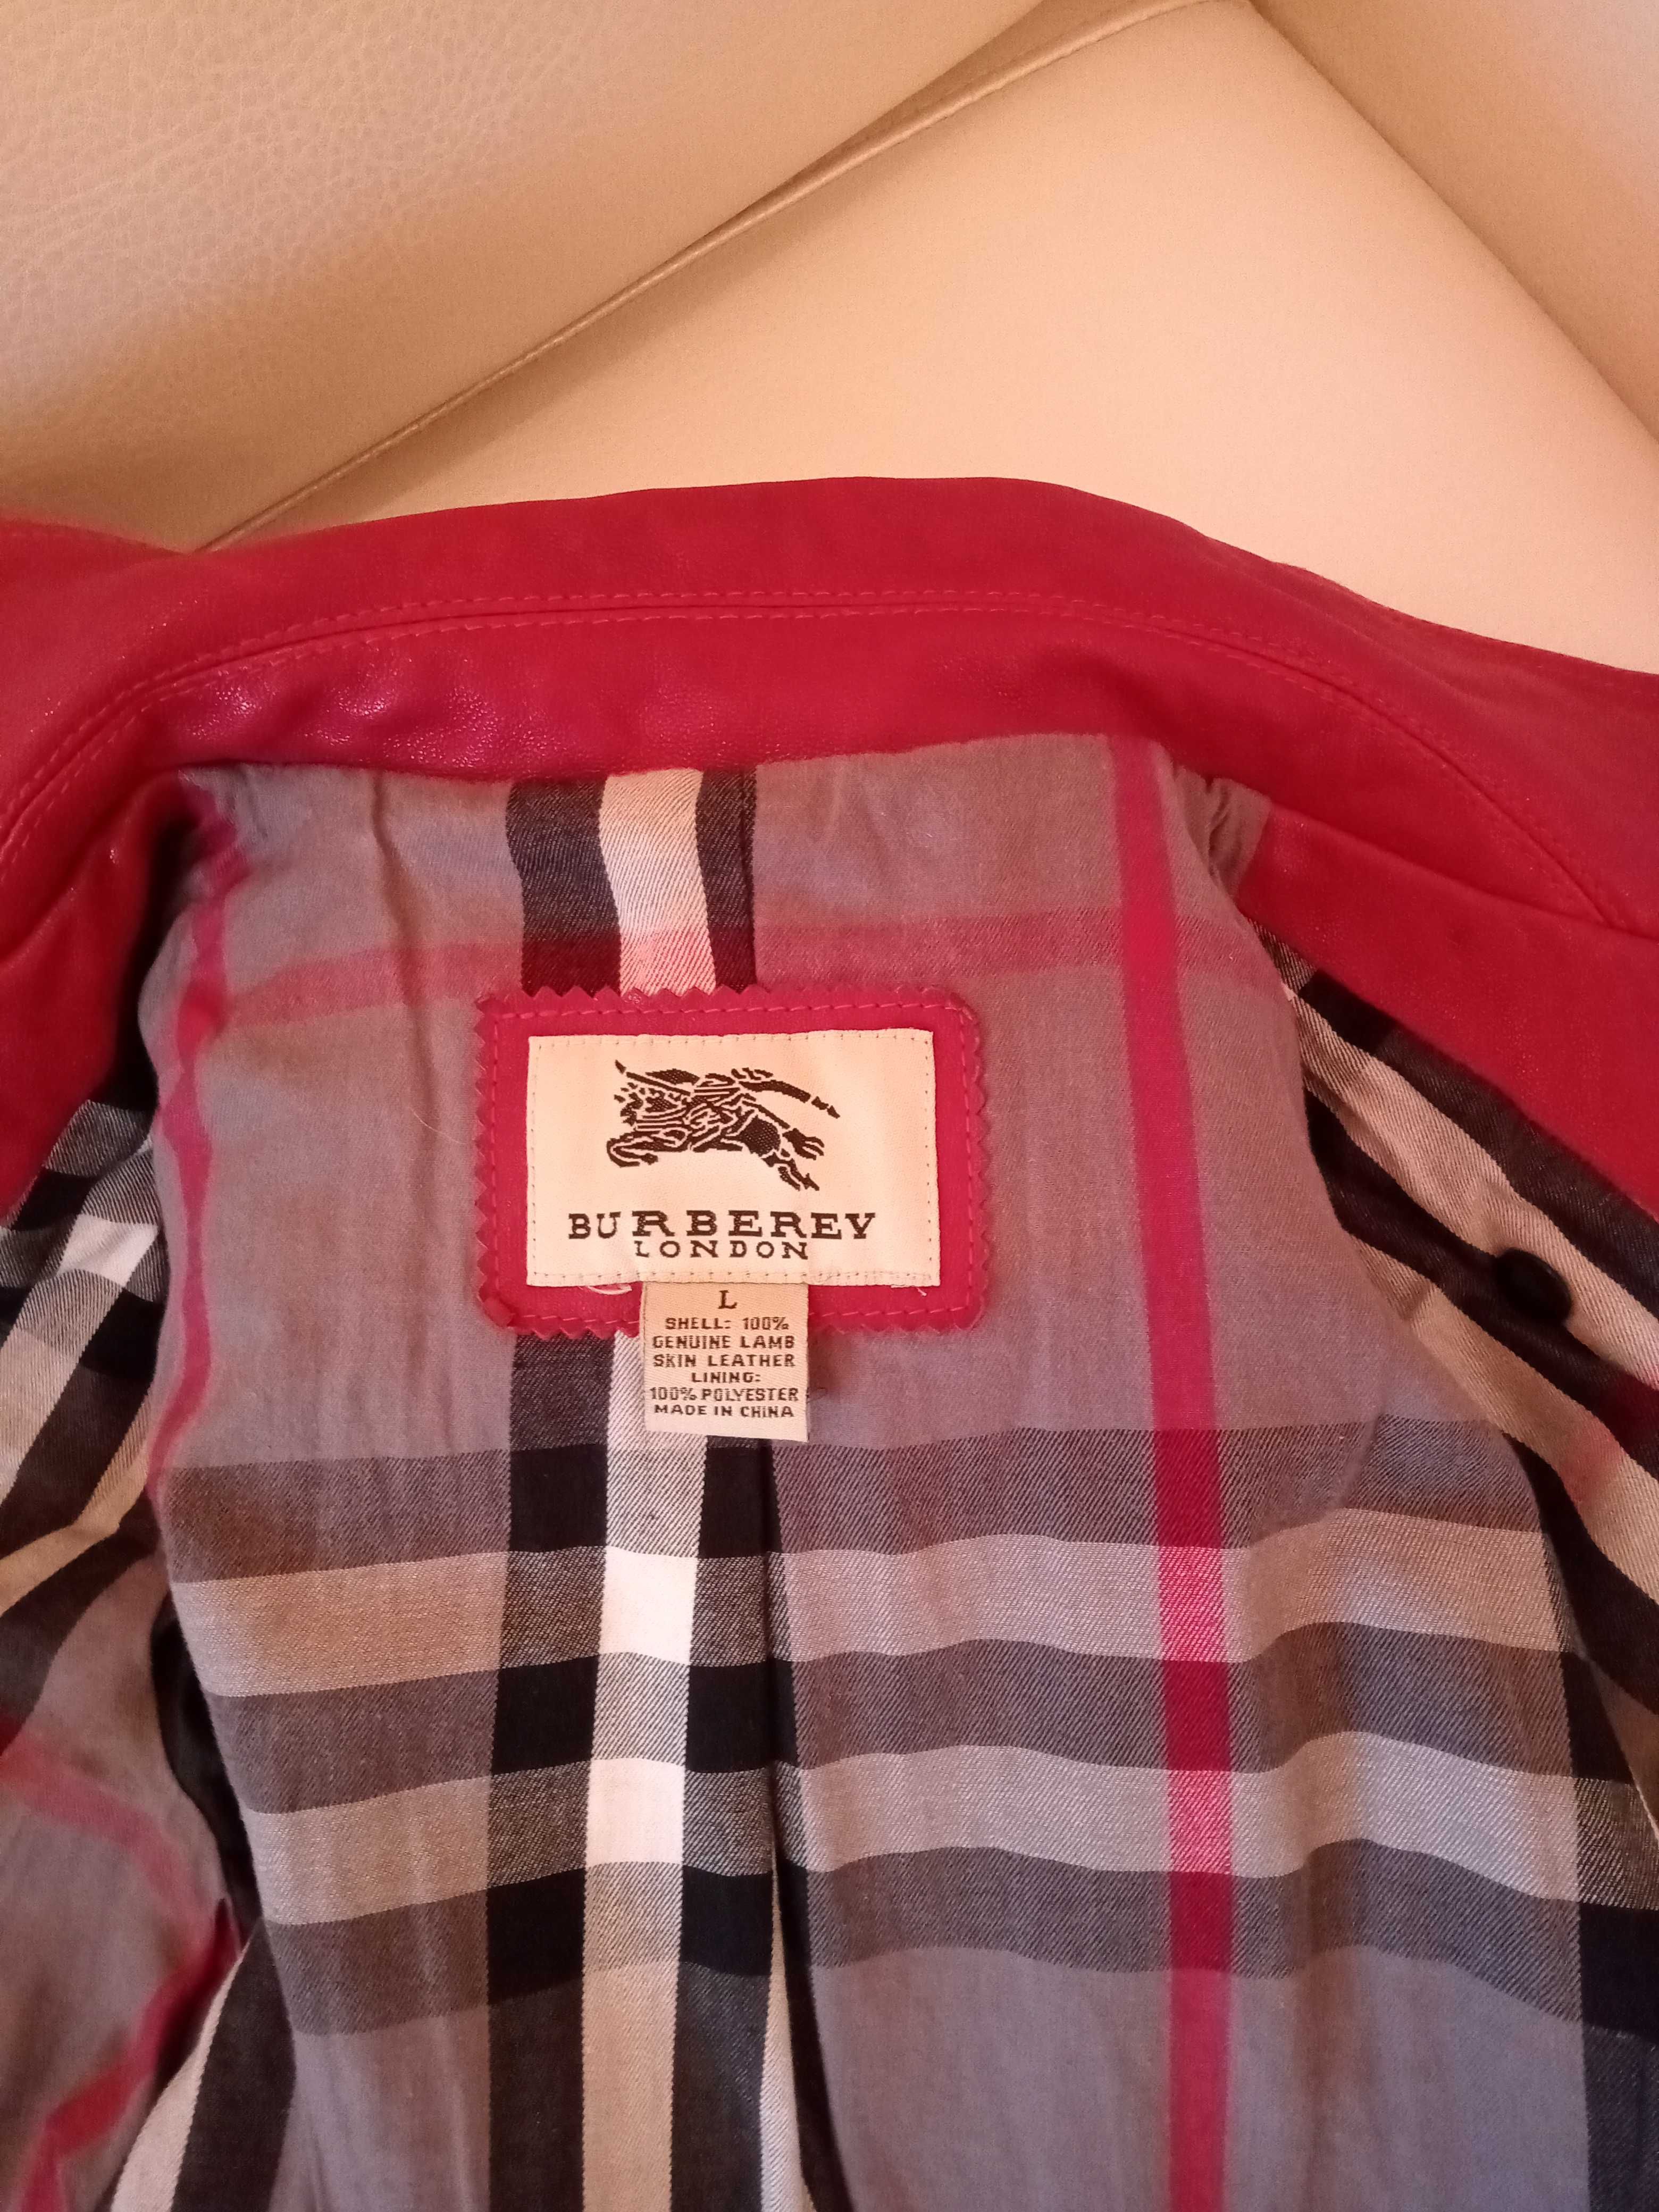 BURBEREY
LONDON
L
SHELL: 100%
GENUINE LAMB
SKIN LEATHER
LINING:
100% POLYESTER
MADE IN CHINA